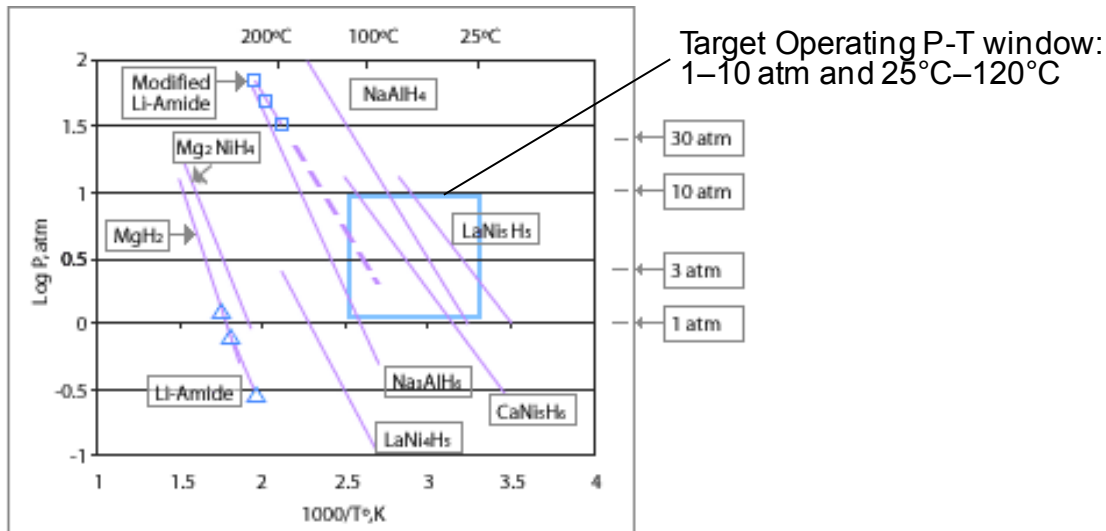 200ºC 100ºC 25ºC
Target Operating P-T window:
1–10 atm and 25°C–120°C
2
Modified
Li-Amide
NaAlH₄
1.5
30 atm
Mg₂ NiH₄
1
10 atm
MgH₂
LaNi₅ H₅
Log P, atm
0.5
3 atm
0
1 atm
-0.5
Li-Amide
Na₃AlH₆
CaNi₅H₆
LaNi₄H₅
-1
1 1.5 2 2.5 3 3.5 4
1000/Tº,K